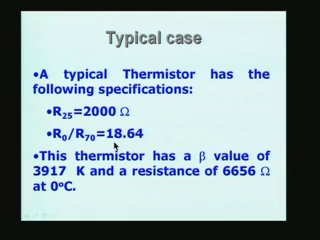 Typical case
•A typical Thermistor has the
following specifications:
•R₂₅=2000 Ω
•R₀/R₇₀=18.64
•This thermistor has a β value of
3917 K and a resistance of 6656 Ω
at 0ºC.